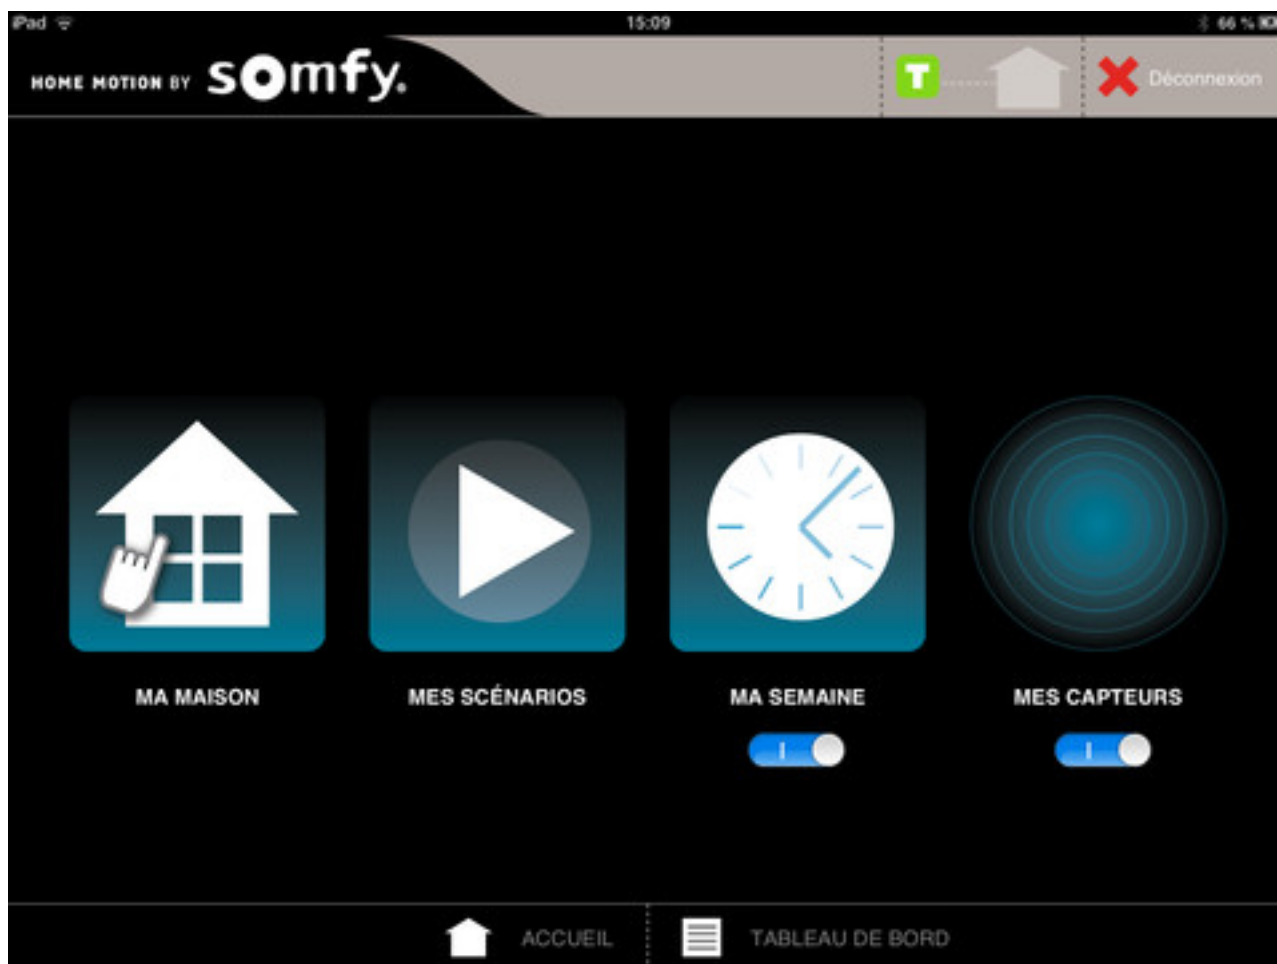 iPad 15:09 66 %
HOME MOTION BY somfy.
T Déconnexion
MA MAISON MES SCÉNARIOS MA SEMAINE MES CAPTEURS
ACCUEIL TABLEAU DE BORD